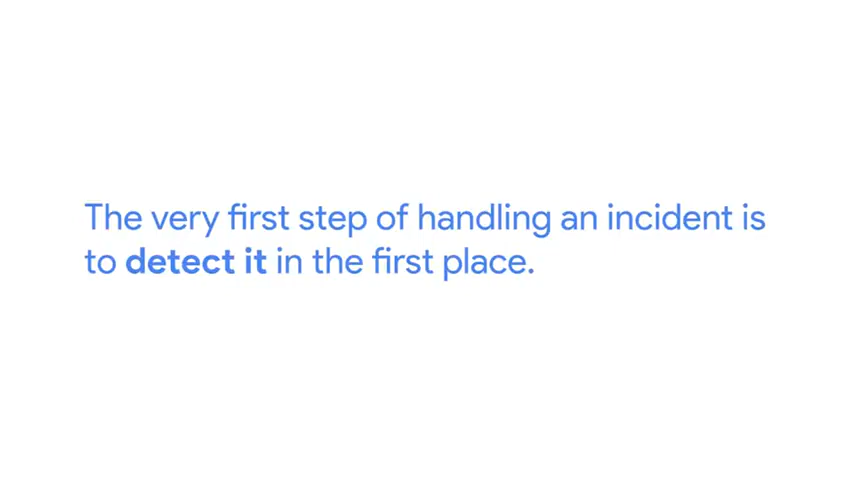 The very first step of handling an incident is
to detect it in the first place.